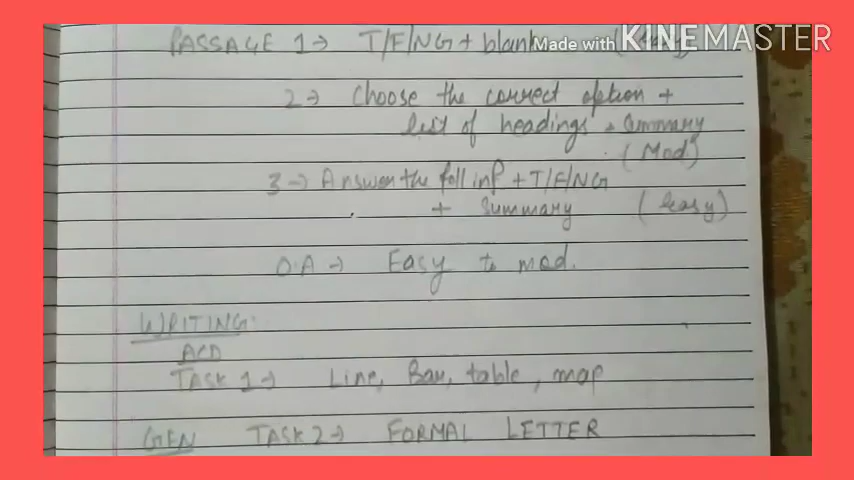 PASSAGE 1→ T/F/NG + blank
Made with KINEMASTER
2→ Choose the correct option +
list of headings + Summary
(Mod)
3→ Answer the foll inf + T/F/NG
+ Summary (easy)
O.A → Easy to mod.
WRITING:
ACD
TASK 1→ Line, Bar, table, map
GEN TASK 2→ FORMAL LETTER